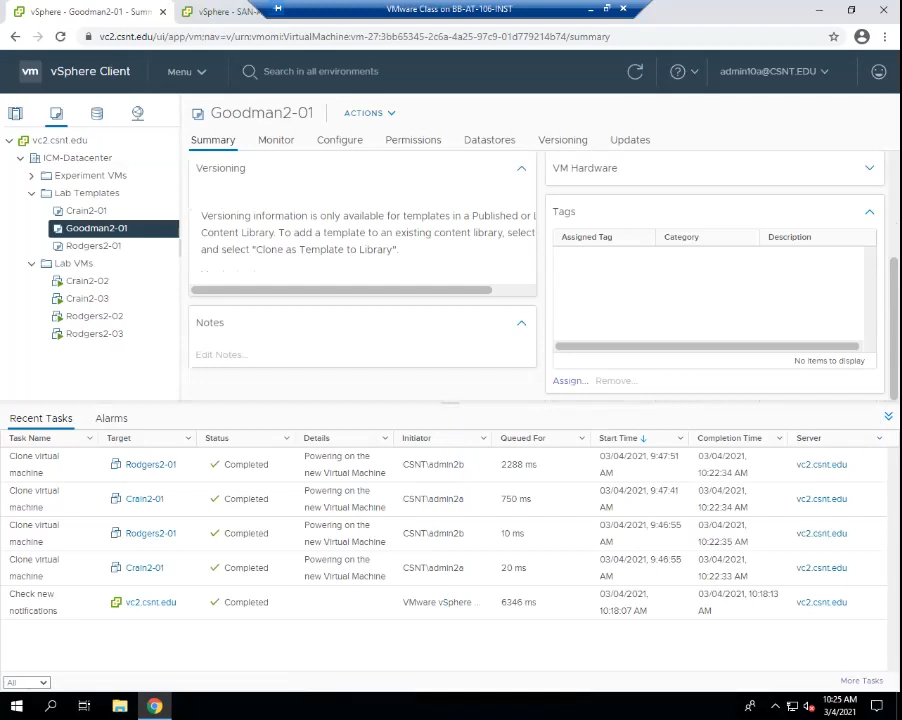 vSphere - Goodman2-01 - Summ
vSphere - SAN-A
VMware Class on BB-AT-106-INST
vc2.csnt.edu/ui/app/vm;nav=v/urn:vmomi:VirtualMachine:vm-27:3bb65345-2c6a-4a25-97c9-01d779214b74/summary
vm vSphere Client Menu Search in all environments admin10a@CSNT.EDU
Goodman2-01 ACTIONS
Summary Monitor Configure Permissions Datastores Versioning Updates
vc2.csnt.edu
ICM-Datacenter
Experiment VMs
Lab Templates
Crain2-01
Goodman2-01
Rodgers2-01
Lab VMs
Crain2-02
Crain2-03
Rodgers2-02
Rodgers2-03
Versioning
Versioning information is only available for templates in a Published or L
Content Library. To add a template to an existing content library, select
and select "Clone as Template to Library".
Notes
Edit Notes...
VM Hardware
Tags
Assigned Tag Category Description
No items to display
Assign... Remove...
Recent Tasks Alarms
Task Name Target Status Details Initiator Queued For Start Time Completion Time Server
Clone virtual machine Rodgers2-01 Completed Powering on the new Virtual Machine CSNT\admin2b 2288 ms 03/04/2021, 9:47:51 AM 03/04/2021, 10:22:34 AM vc2.csnt.edu
Clone virtual machine Crain2-01 Completed Powering on the new Virtual Machine CSNT\admin2a 750 ms 03/04/2021, 9:47:41 AM 03/04/2021, 10:22:34 AM vc2.csnt.edu
Clone virtual machine Rodgers2-01 Completed Powering on the new Virtual Machine CSNT\admin2b 10 ms 03/04/2021, 9:46:55 AM 03/04/2021, 10:22:35 AM vc2.csnt.edu
Clone virtual machine Crain2-01 Completed Powering on the new Virtual Machine CSNT\admin2a 20 ms 03/04/2021, 9:46:55 AM 03/04/2021, 10:22:33 AM vc2.csnt.edu
Check new notifications vc2.csnt.edu Completed VMware vSphere ... 6346 ms 03/04/2021, 10:18:07 AM 03/04/2021, 10:18:13 AM vc2.csnt.edu
All More Tasks
10:25 AM
3/4/2021